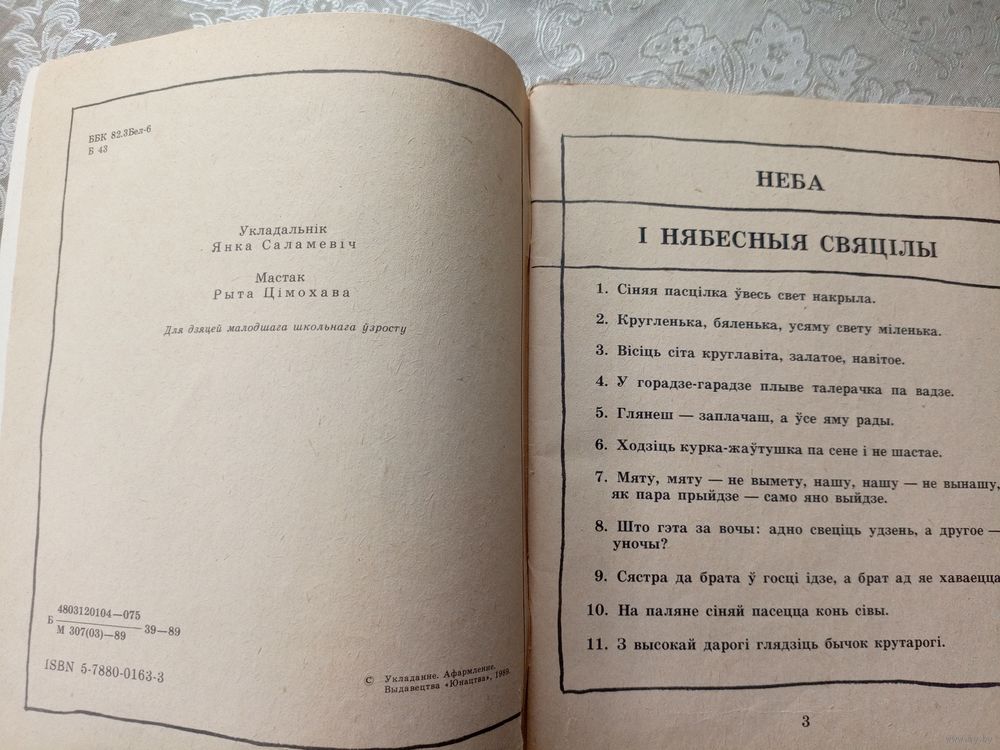 ББК 82.3Бел-6
Б 43
Укладальнік
Янка Саламевіч
Мастак
Рыта Цімохава
Для дзяцей малодшага школьнага ўзросту
Б 4803120104—075 39—89
М 307(03)—89
ISBN 5-7880-0163-3
© Укладанне. Афармленне.
Выдавецтва «Юнацтва», 1989.
НЕБА
І НЯБЕСНЫЯ СВЯЦІЛЫ
1. Сіняя пасцілка ўвесь свет накрыла.
2. Кругленька, бяленька, усяму свету міленька.
3. Вісіць сіта круглавіта, залатое, навітое.
4. У горадзе-гарадзе плыве талерачка па вадзе.
5. Глянеш — заплачаш, а ўсе яму рады.
6. Ходзіць курка-жаўтушка па сене і не шастае.
7. Мяту, мяту — не вымету, нашу, нашу — не вынашу,
як пара прыйдзе — само яно выйдзе.
8. Што гэта за вочы: адно свеціць удзень, а другое —
уночы?
9. Сястра да брата ў госці ідзе, а брат ад яе хаваецца
10. На паляне сіняй пасецца конь сівы.
11. З высокай дарогі глядзіць бычок крутарогі.
3